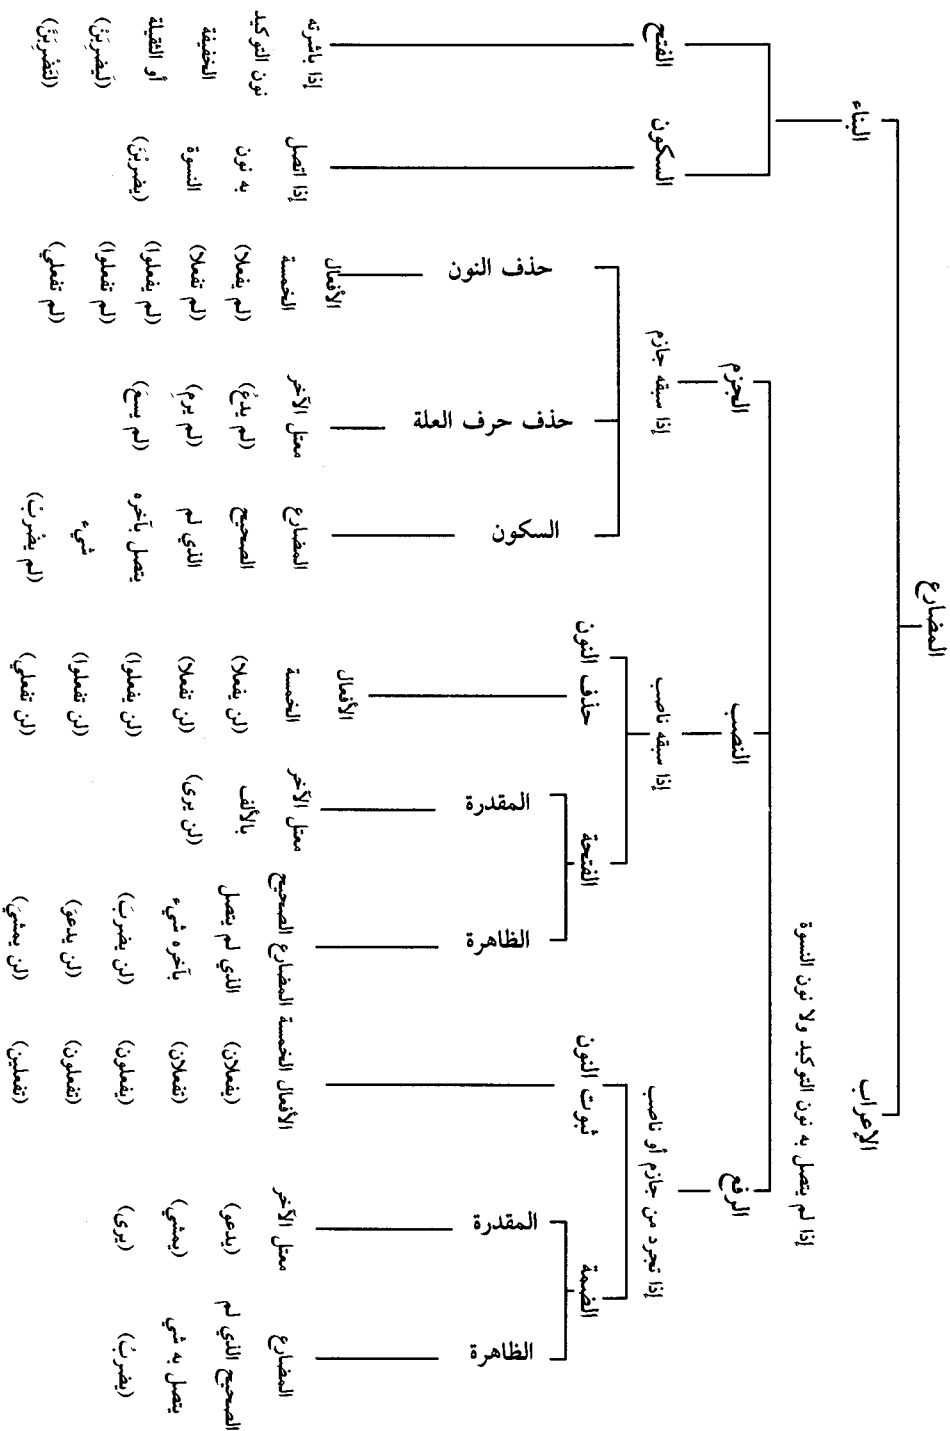 المضارع
الإعراب
إذا لم يتصل به نون التوكيد ولا نون النسوة
الرفع
إذا تجرد من جازم أو ناصب
الضمة
الظاهرة
المضارع
الصحيح الذي لم
يتصل به شي
(يضربُ)
المقدرة
معتل الآخر
(يدعو)
(يمشي)
(يرى)
ثبوت النون
الأفعال الخمسة
(يفعلان)
(تفعلان)
(يفعلون)
(تفعلون)
(تفعلين)
النصب
إذا سبقه ناصب
الفتحة
الظاهرة
المضارع الصحيح
الذي لم يتصل
بآخره شيء
(لن يضربَ)
(لن يدعوَ)
(لن يمشيَ)
المقدرة
معتل الآخر
بالألف
(لن يرى)
حذف النون
الأفعال
الخمسة
(لن يفعلا)
(لن تفعلا)
(لن يفعلوا)
(لن تفعلوا)
(لن تفعلي)
الجزم
إذا سبقه جازم
السكون
المضارع
الصحيح
الذي لم
يتصل بآخره
شيء
(لم يضْربْ)
حذف حرف العلة
معتل الآخر
(لم يدعُ)
(لم يرمِ)
(لم يسعَ)
حذف النون
الأفعال
الخمسة
(لم يفعلا)
(لم تفعلا)
(لم يفعلوا)
(لم تفعلوا)
(لم تفعلي)
البناء
السكون
إذا اتصل
به نون
النسوة
(يضربْنَ)
الفتح
إذا باشرته
نون التوكيد
الخفيفة
أو الثقيلة
(لَيضربَنْ)
(لتَضْرِبَنَّ)